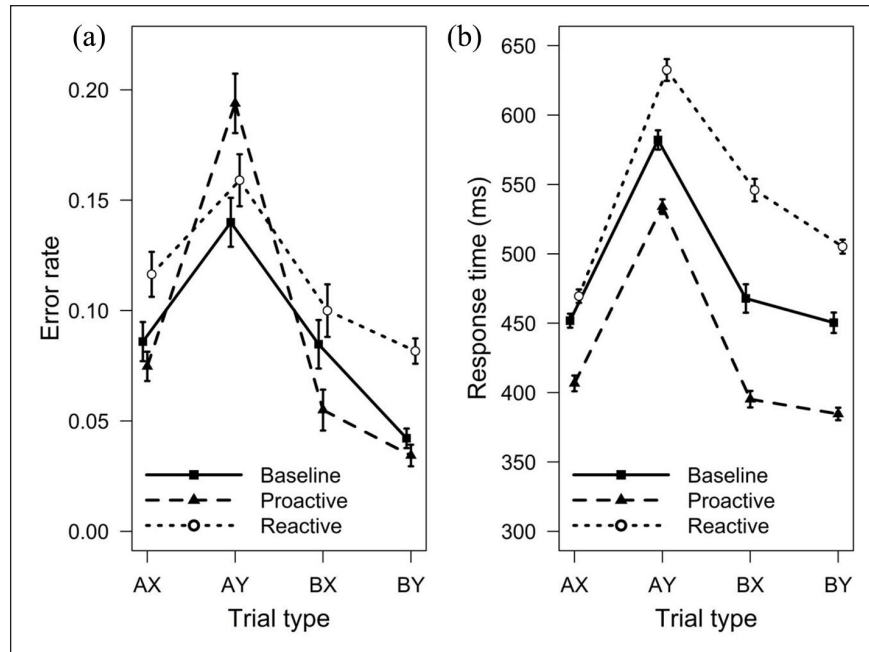 (a)
Error rate
0.20
0.15
0.10
0.05
0.00
Baseline
Proactive
Reactive
AX AY BX BY
Trial type
(b)
Response time (ms)
650
600
550
500
450
400
350
300
Baseline
Proactive
Reactive
AX AY BX BY
Trial type